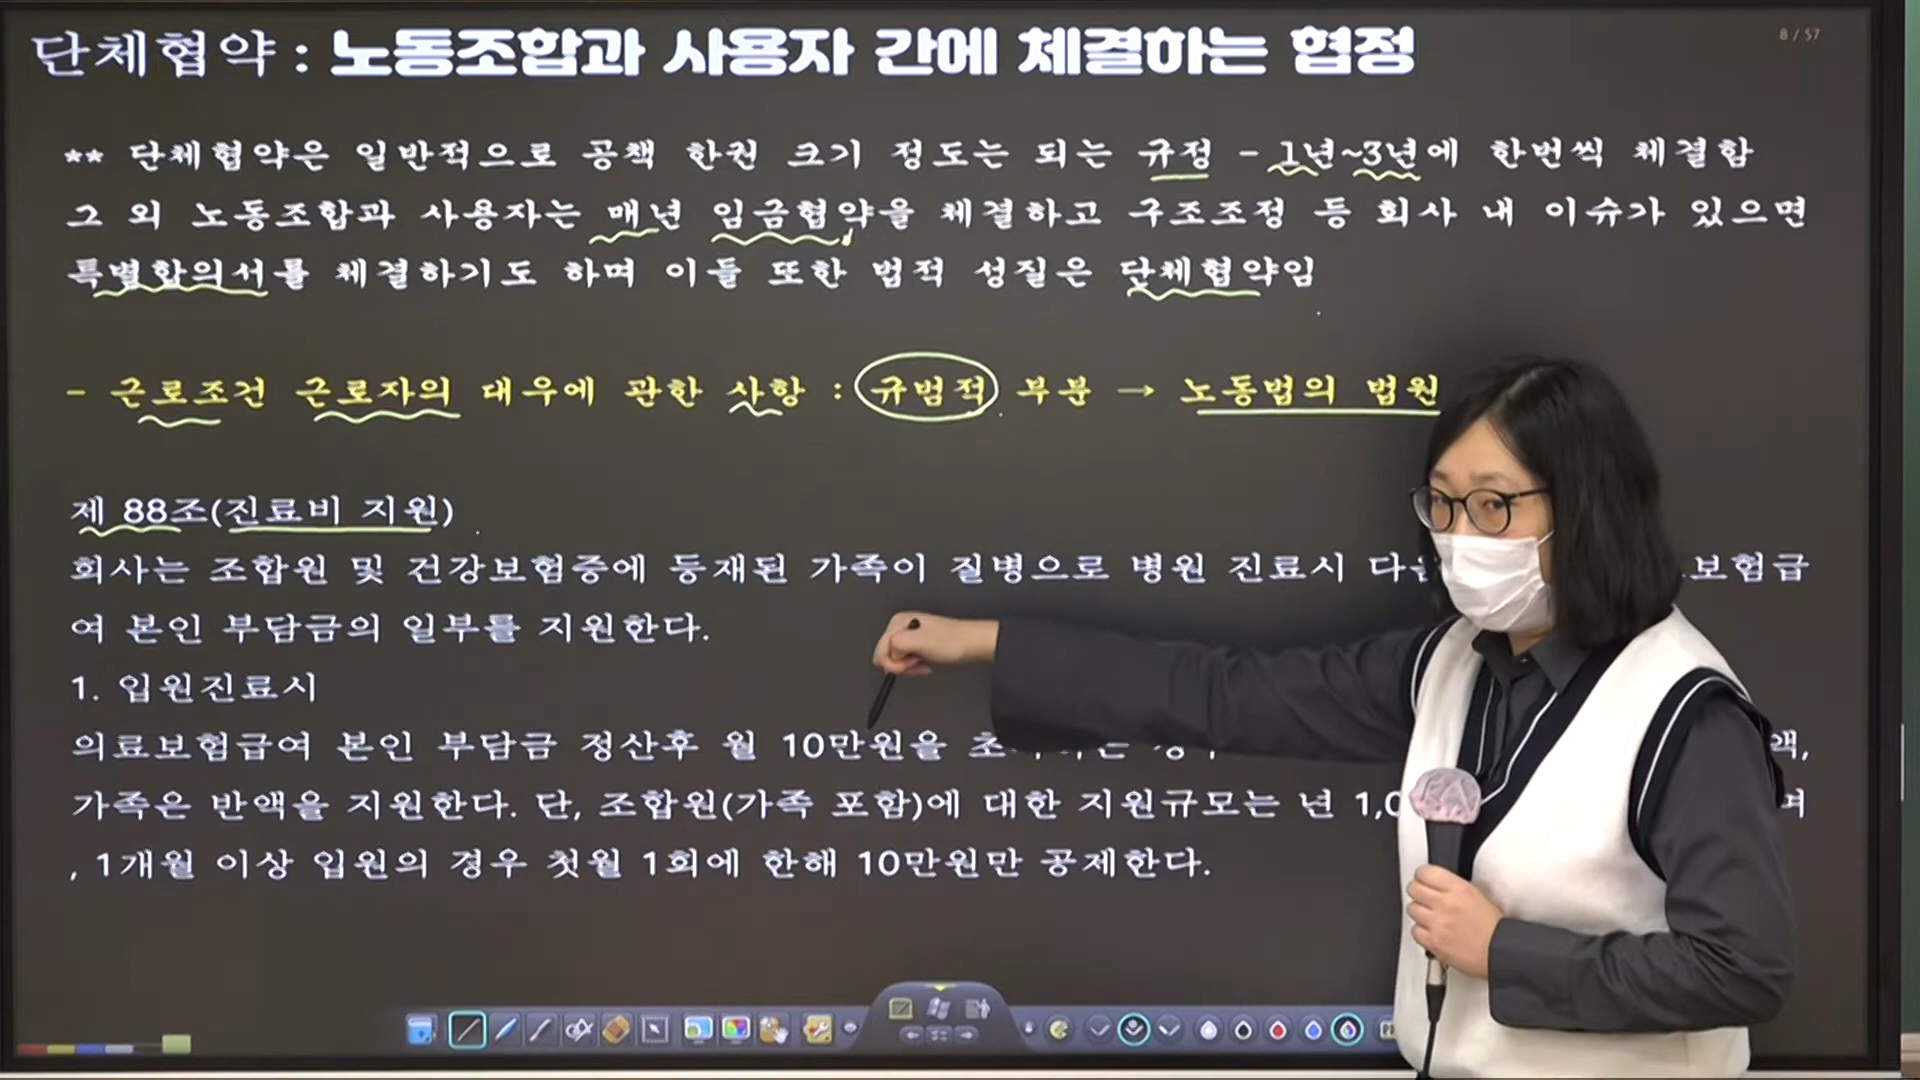 단체협약 : 노동조합과 사용자 간에 체결하는 협정
8 / 57
** 단체협약은 일반적으로 공책 한권 크기 정도는 되는 규정 - 1년~3년에 한번씩 체결함
그 외 노동조합과 사용자는 매년 임금협약을 체결하고 구조조정 등 회사 내 이슈가 있으면
특별합의서를 체결하기도 하며 이들 또한 법적 성질은 단체협약임
- 근로조건 근로자의 대우에 관한 사항 : 규범적 부분 → 노동법의 법원
제 88조(진료비 지원)
회사는 조합원 및 건강보험증에 등재된 가족이 질병으로 병원 진료시 보험급
여 본인 부담금의 일부를 지원한다.
1. 입원진료시
의료보험급여 본인 부담금 정산후 월 10만원을 액,
가족은 반액을 지원한다. 단, 조합원(가족 포함)에 대한 지원규모는 년 1,0 며
, 1개월 이상 입원의 경우 첫월 1회에 한해 10만원만 공제한다.